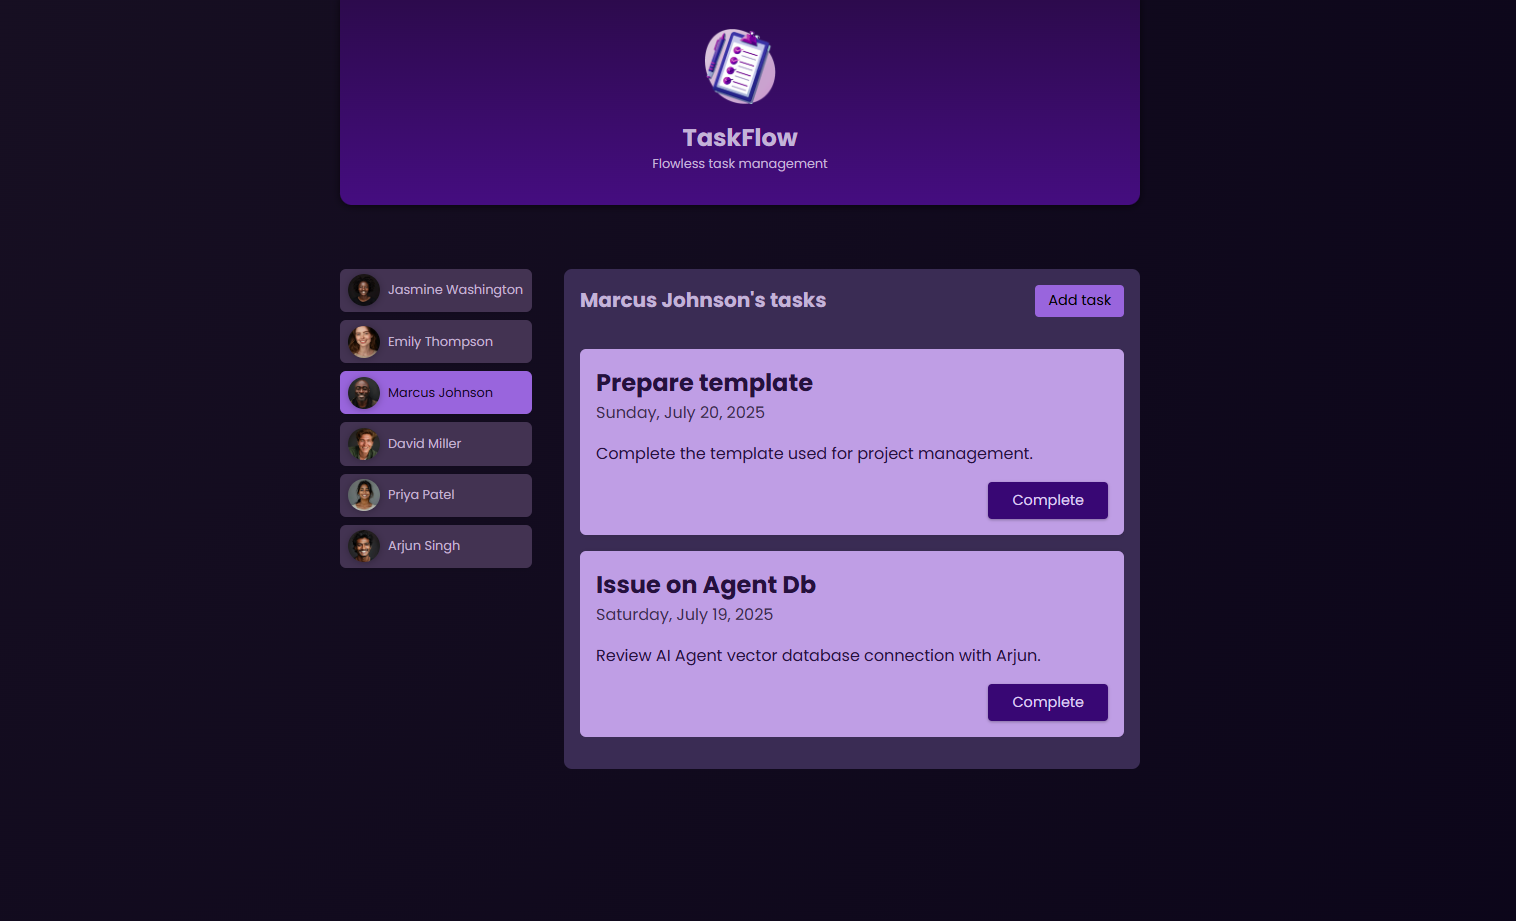 TaskFlow
Flowless task management
Jasmine Washington
Emily Thompson
Marcus Johnson
David Miller
Priya Patel
Arjun Singh
Marcus Johnson's tasks
Add task
Prepare template
Sunday, July 20, 2025
Complete the template used for project management.
Complete
Issue on Agent Db
Saturday, July 19, 2025
Review AI Agent vector database connection with Arjun.
Complete